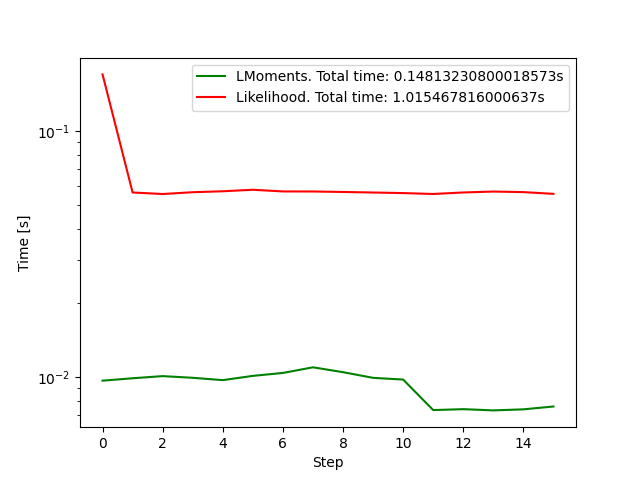 LMoments. Total time: 0.14813230800018573s
Likelihood. Total time: 1.015467816000637s
10⁻¹
10⁻²
Time [s]
0 2 4 6 8 10 12 14
Step